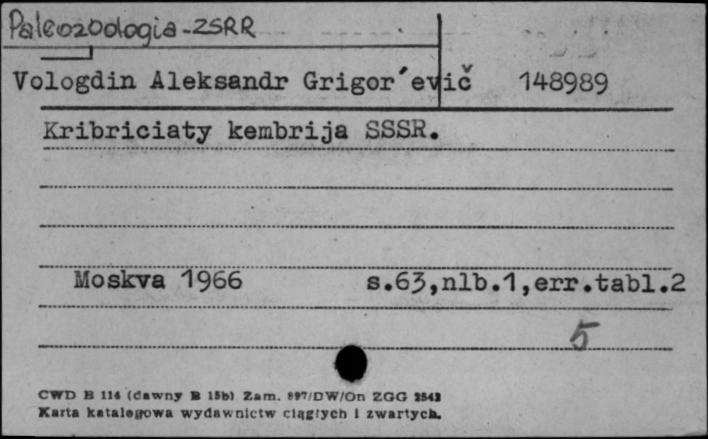 Paleozoologia - ZSRR
Vologdin Aleksandr Grigor'evič 148989
Kribriciaty kembrija SSSR.
Moskva 1966 s.63,nlb.1,err.tabl.2
5
CWD B 114 (dawny B 15b) Zam. 897/DW/On ZGG 2542
Karta katalogowa wydawnictw ciągłych i zwartych.